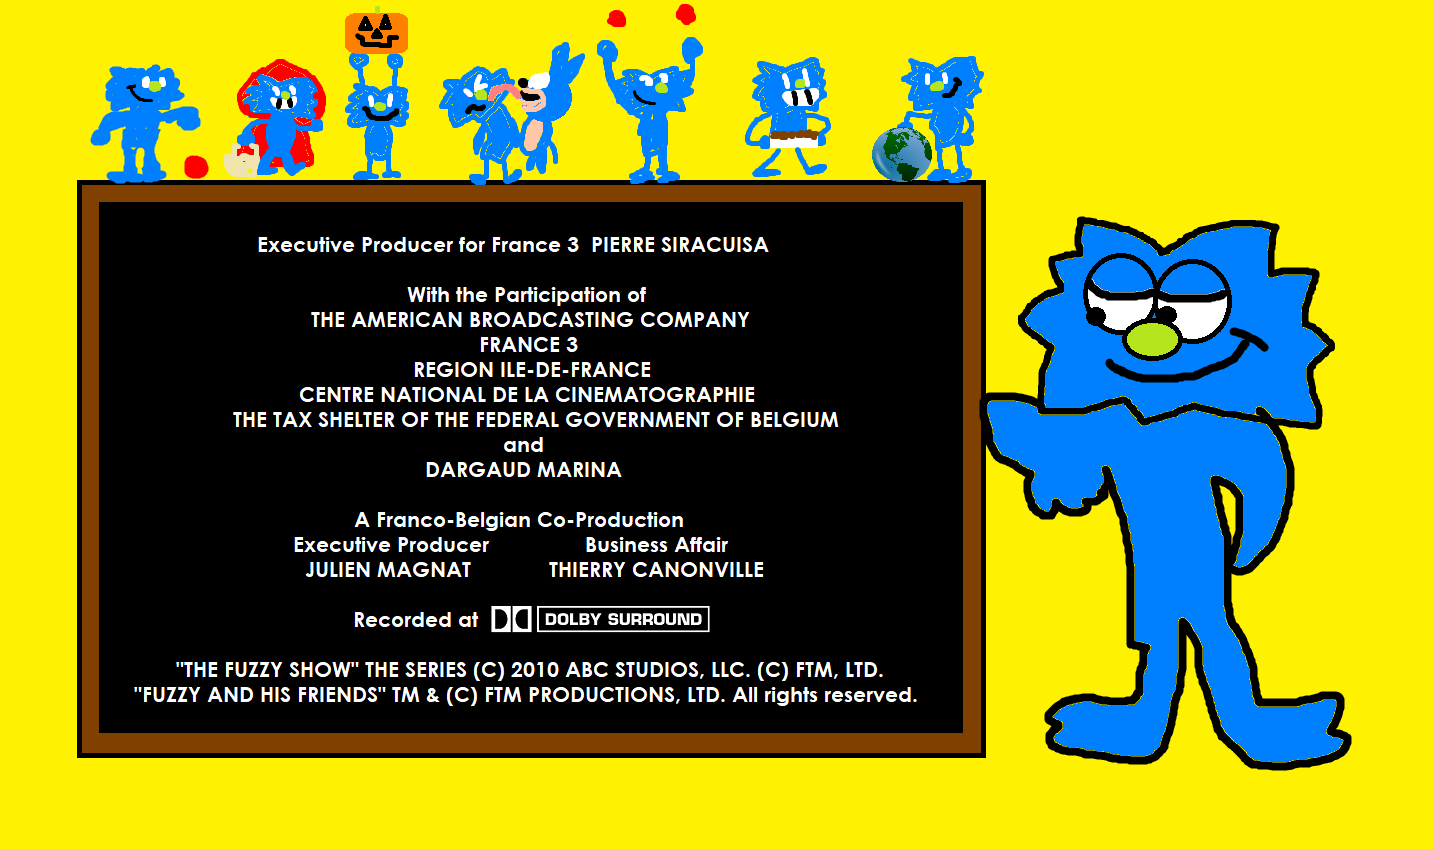 Executive Producer for France 3 PIERRE SIRACUISA
With the Participation of
THE AMERICAN BROADCASTING COMPANY
FRANCE 3
REGION ILE-DE-FRANCE
CENTRE NATIONAL DE LA CINEMATOGRAPHIE
THE TAX SHELTER OF THE FEDERAL GOVERNMENT OF BELGIUM
and
DARGAUD MARINA
A Franco-Belgian Co-Production
Executive Producer Business Affair
JULIEN MAGNAT THIERRY CANONVILLE
Recorded at DOLBY SURROUND
"THE FUZZY SHOW" THE SERIES (C) 2010 ABC STUDIOS, LLC. (C) FTM, LTD.
"FUZZY AND HIS FRIENDS" TM & (C) FTM PRODUCTIONS, LTD. All rights reserved.